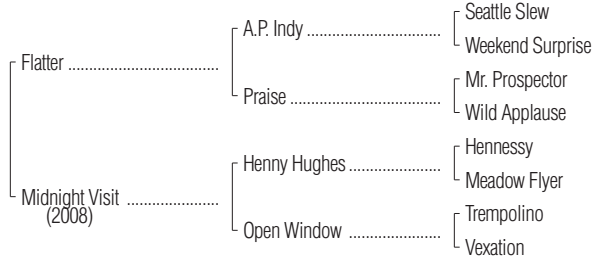 Seattle Slew
A.P. Indy ................................
Weekend Surprise
Flatter ....................................
Mr. Prospector
Praise ....................................
Wild Applause
Hennessy
Henny Hughes ......................
Meadow Flyer
Midnight Visit ......................
(2008)
Trempolino
Open Window ......................
Vexation